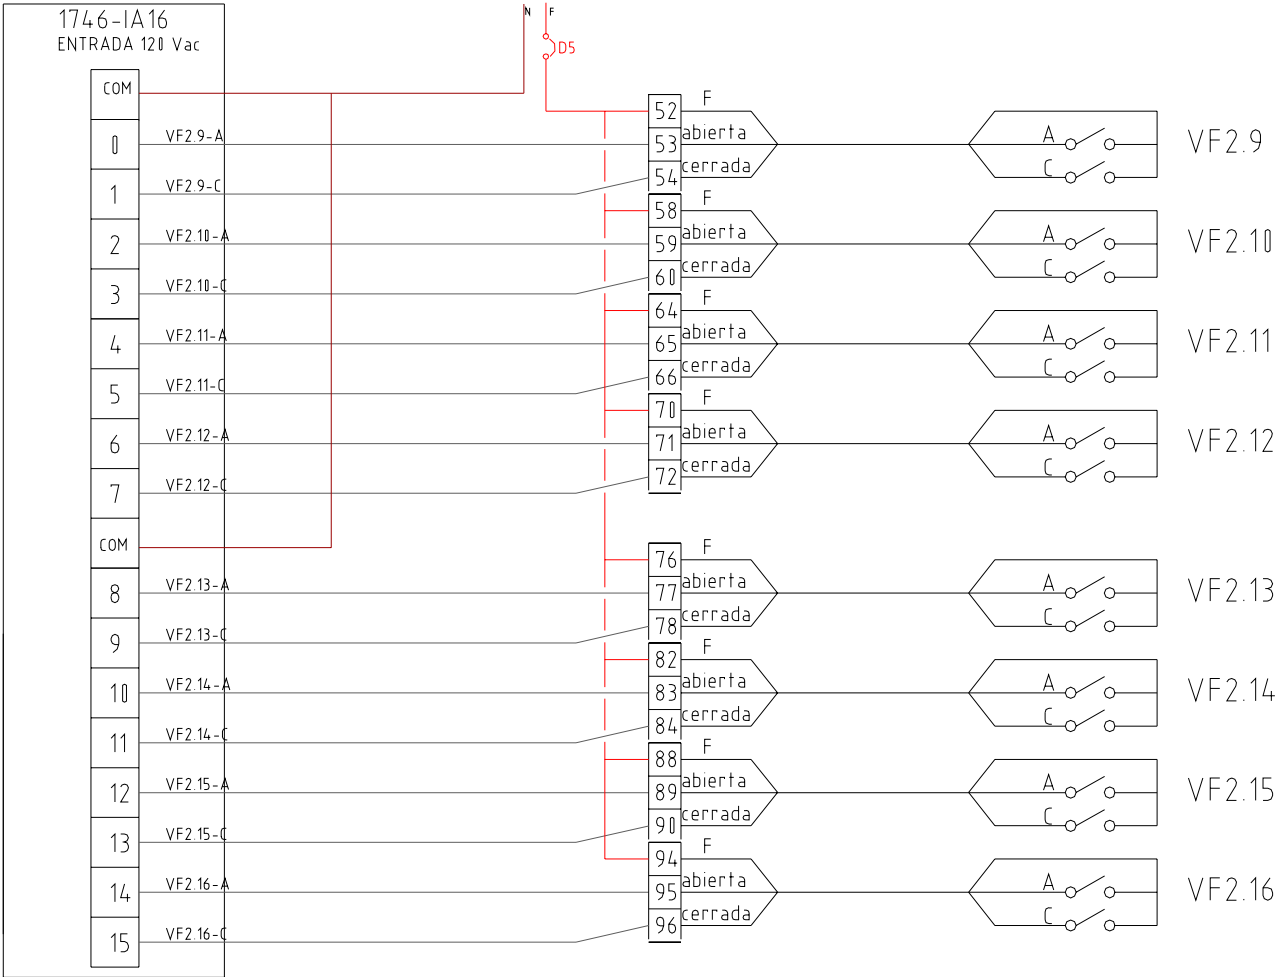 1746-IA16
ENTRADA 120 Vac
N F
D5
COM
0 VF2.9-A
1 VF2.9-C
2 VF2.10-A
3 VF2.10-C
4 VF2.11-A
5 VF2.11-C
6 VF2.12-A
7 VF2.12-C
COM
8 VF2.13-A
9 VF2.13-C
10 VF2.14-A
11 VF2.14-C
12 VF2.15-A
13 VF2.15-C
14 VF2.16-A
15 VF2.16-C
52 F
53 abierta A VF2.9
54 cerrada C
58 F
59 abierta A VF2.10
60 cerrada C
64 F
65 abierta A VF2.11
66 cerrada C
70 F
71 abierta A VF2.12
72 cerrada C
76 F
77 abierta A VF2.13
78 cerrada C
82 F
83 abierta A VF2.14
84 cerrada C
88 F
89 abierta A VF2.15
90 cerrada C
94 F
95 abierta A VF2.16
96 cerrada C